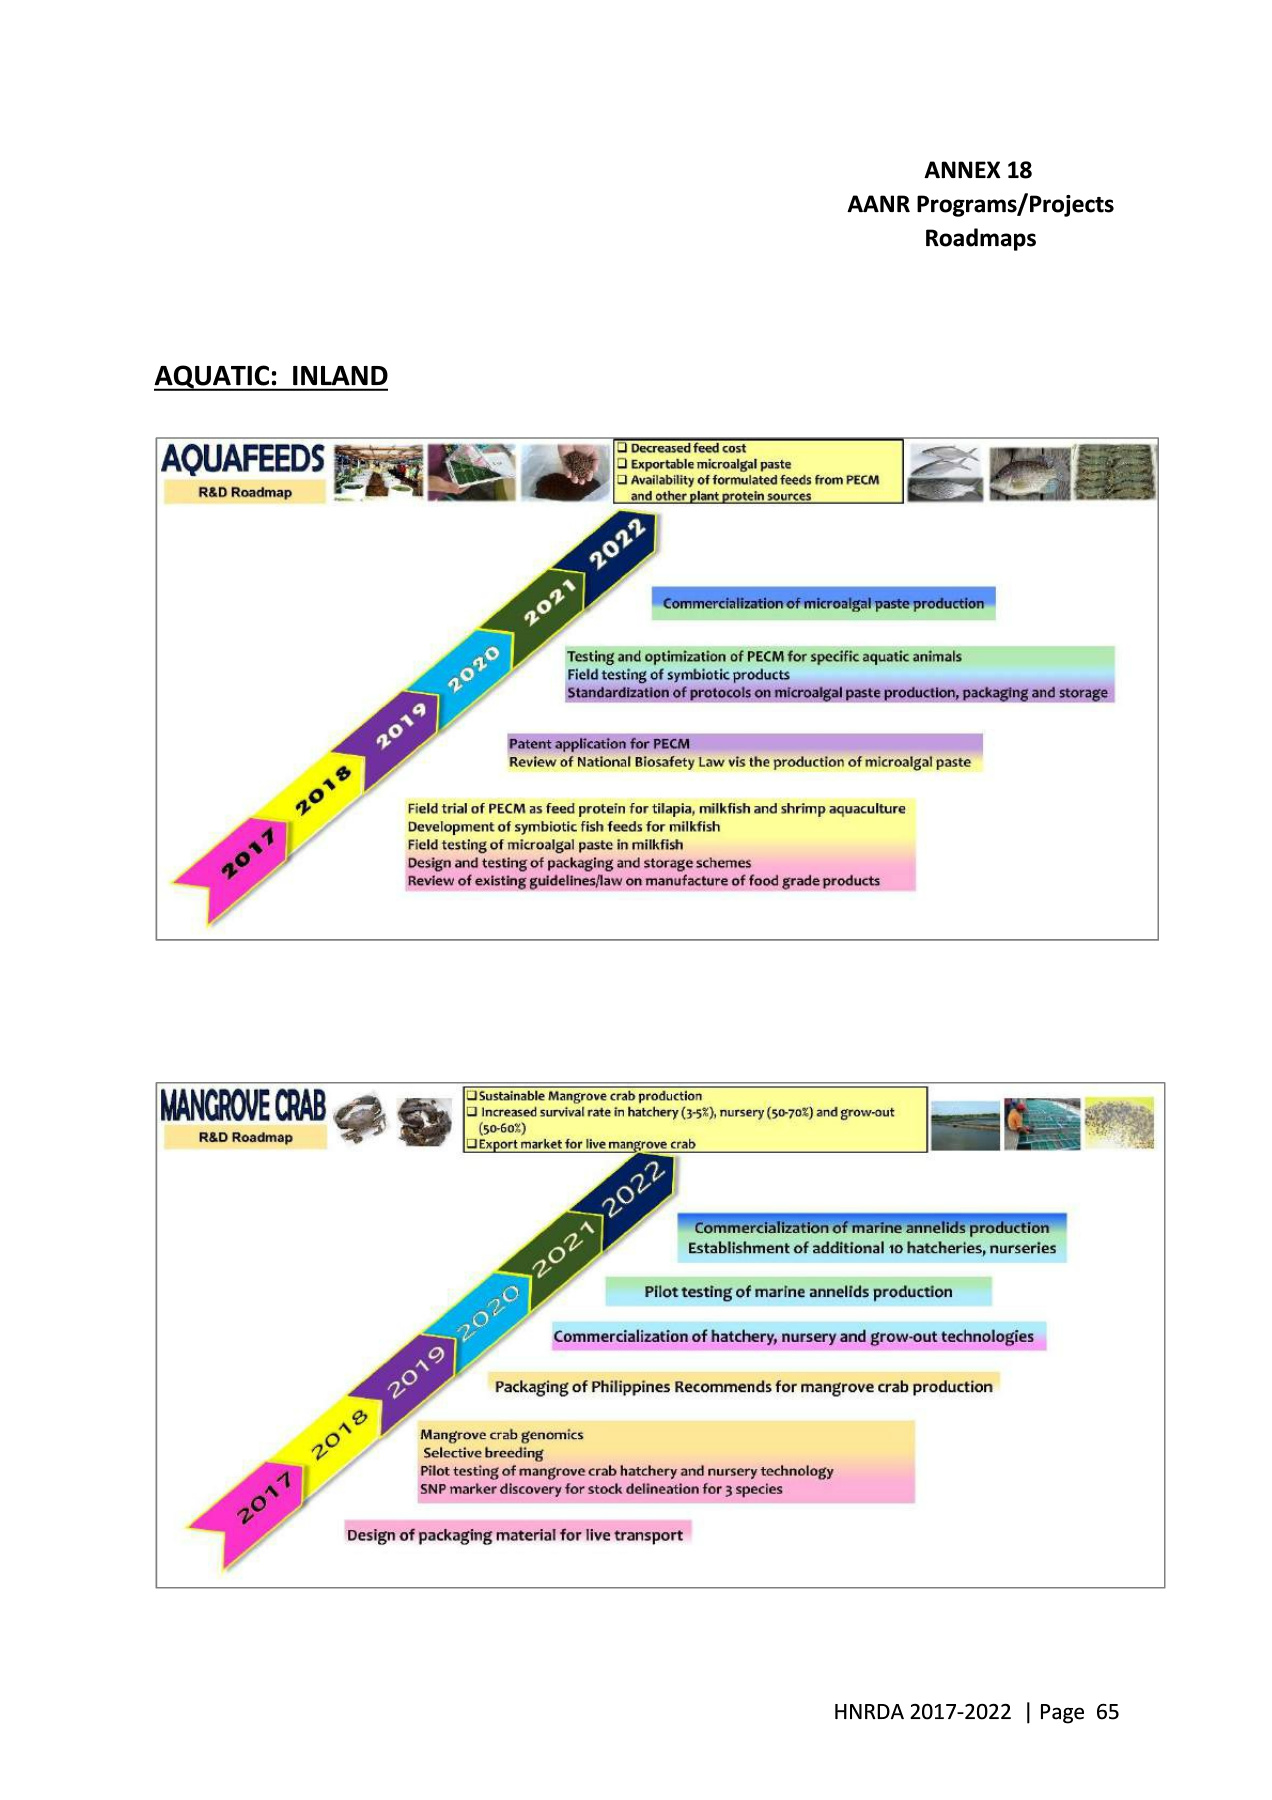 ANNEX 18
AANR Programs/Projects
Roadmaps
AQUATIC: INLAND
AQUAFEEDS
R&D Roadmap
❑ Decreased feed cost
❑ Exportable microalgal paste
❑ Availability of formulated feeds from PECM
and other plant protein sources
2022
2021
2020
2019
2018
2017
Commercialization of microalgal paste production
Testing and optimization of PECM for specific aquatic animals
Field testing of symbiotic products
Standardization of protocols on microalgal paste production, packaging and storage
Patent application for PECM
Review of National Biosafety Law vis the production of microalgal paste
Field trial of PECM as feed protein for tilapia, milkfish and shrimp aquaculture
Development of symbiotic fish feeds for milkfish
Field testing of microalgal paste in milkfish
Design and testing of packaging and storage schemes
Review of existing guidelines/law on manufacture of food grade products
MANGROVE CRAB
R&D Roadmap
❑ Sustainable Mangrove crab production
❑ Increased survival rate in hatchery (3-5%), nursery (50-70%) and grow-out
(50-60%)
❑ Export market for live mangrove crab
2022
2021
2020
2019
2018
2017
Commercialization of marine annelids production
Establishment of additional 10 hatcheries, nurseries
Pilot testing of marine annelids production
Commercialization of hatchery, nursery and grow-out technologies
Packaging of Philippines Recommends for mangrove crab production
Mangrove crab genomics
Selective breeding
Pilot testing of mangrove crab hatchery and nursery technology
SNP marker discovery for stock delineation for 3 species
Design of packaging material for live transport
HNRDA 2017-2022 | Page 65